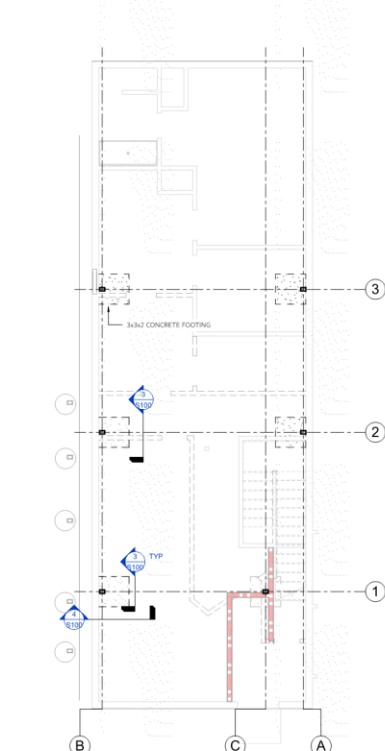 3
3x3x2 CONCRETE FOOTING
3
S100
2
3
S100
TYP
1
4
S100
B
C
A